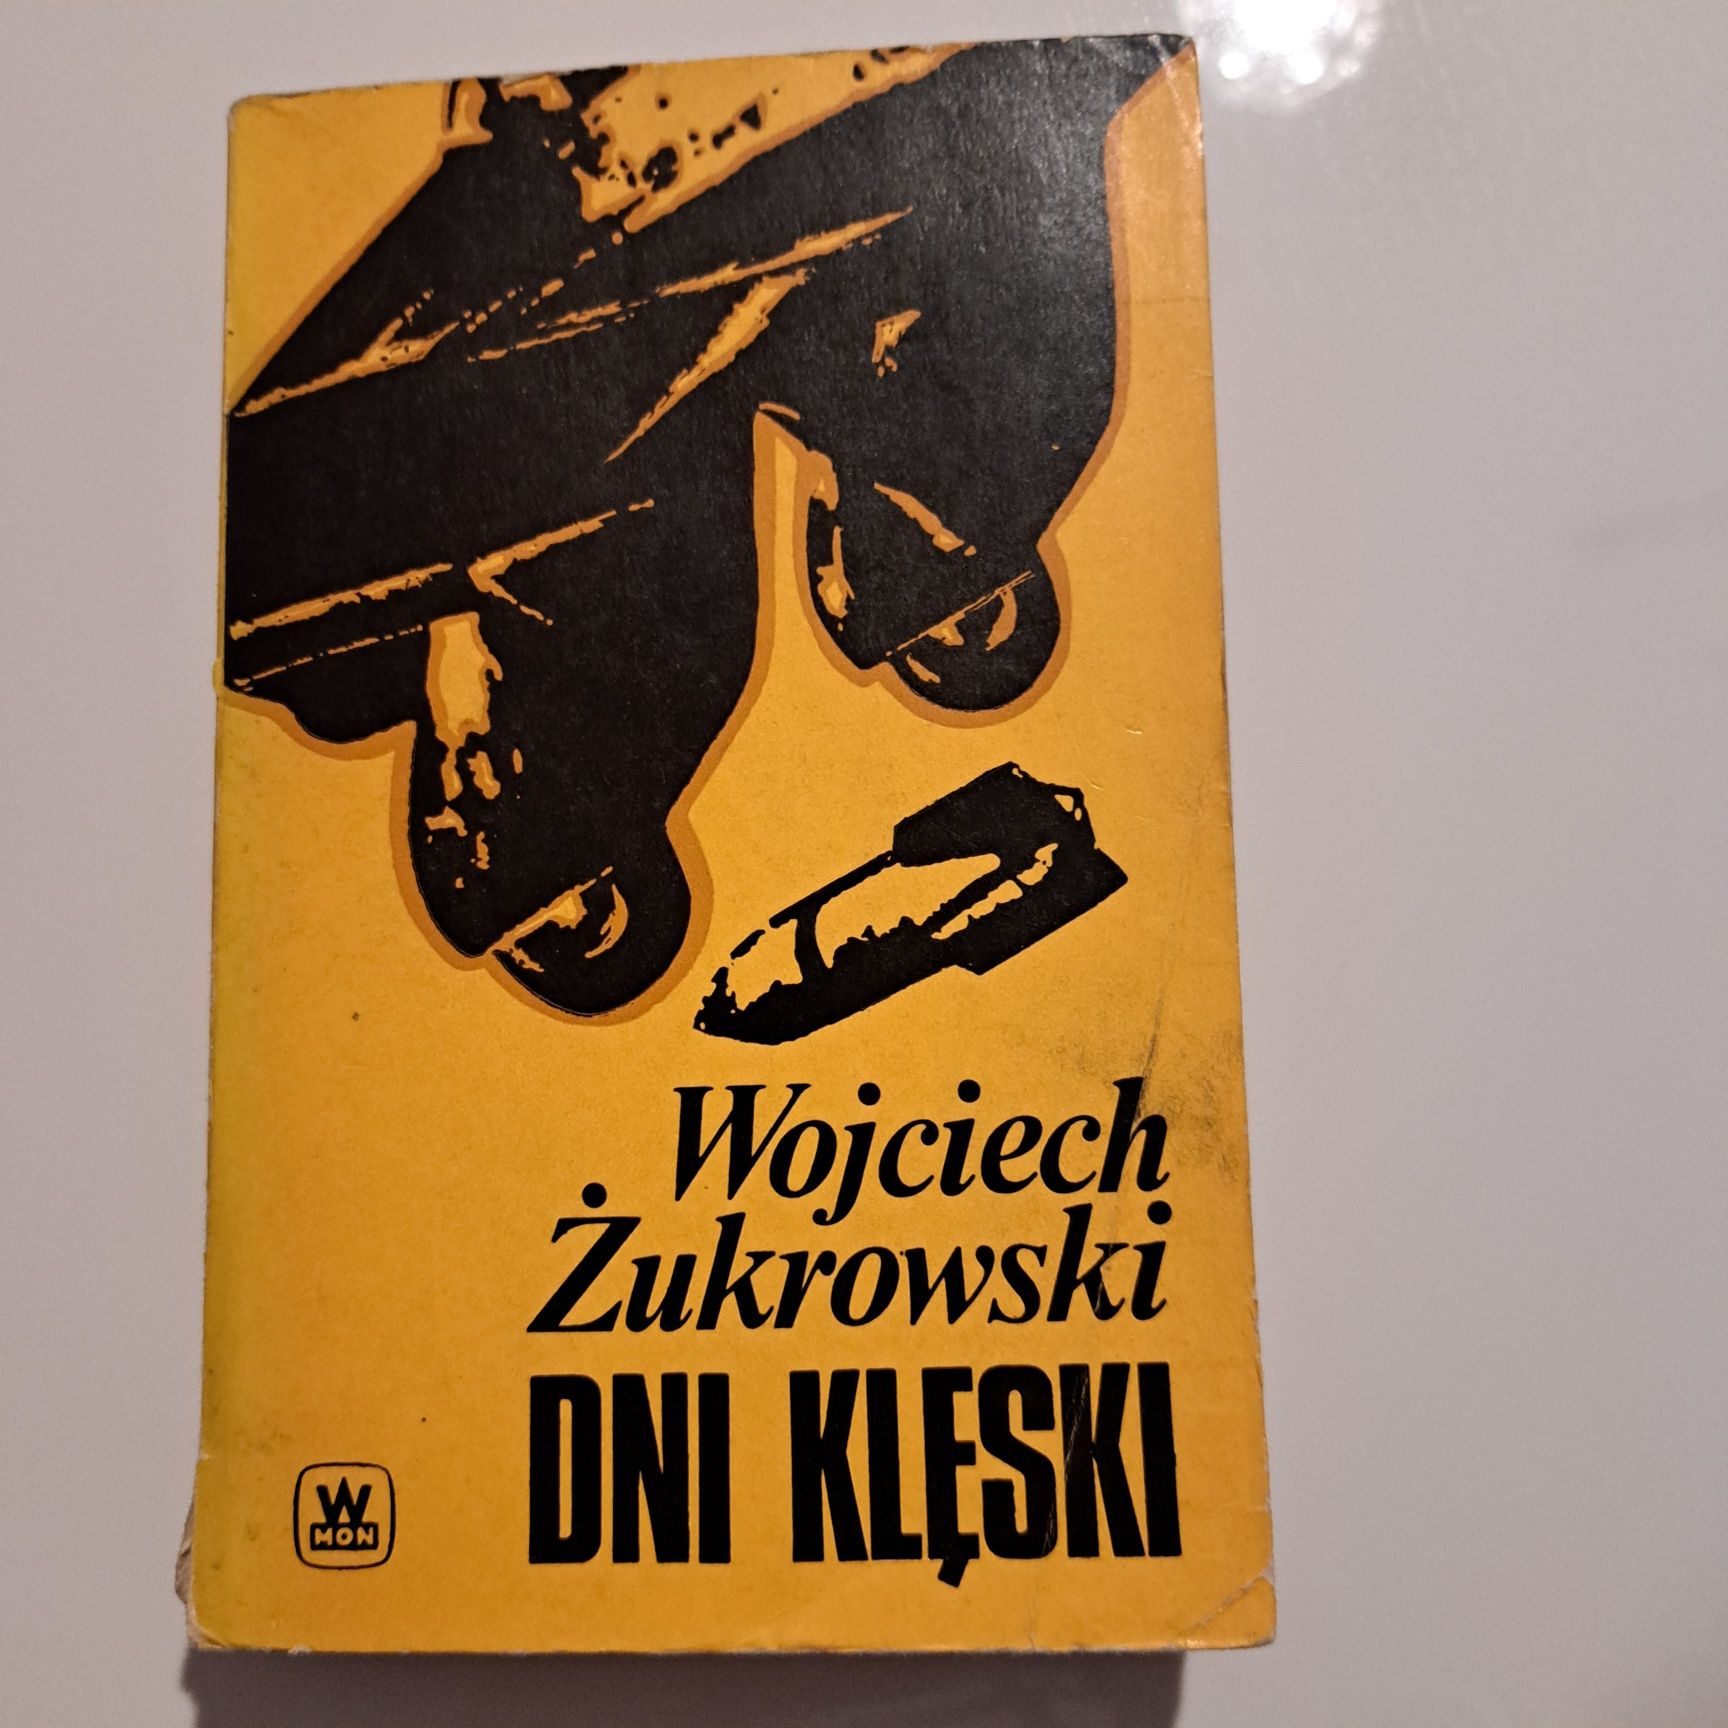 Wojciech
Żukrowski
DNI KLĘSKI
W
MON